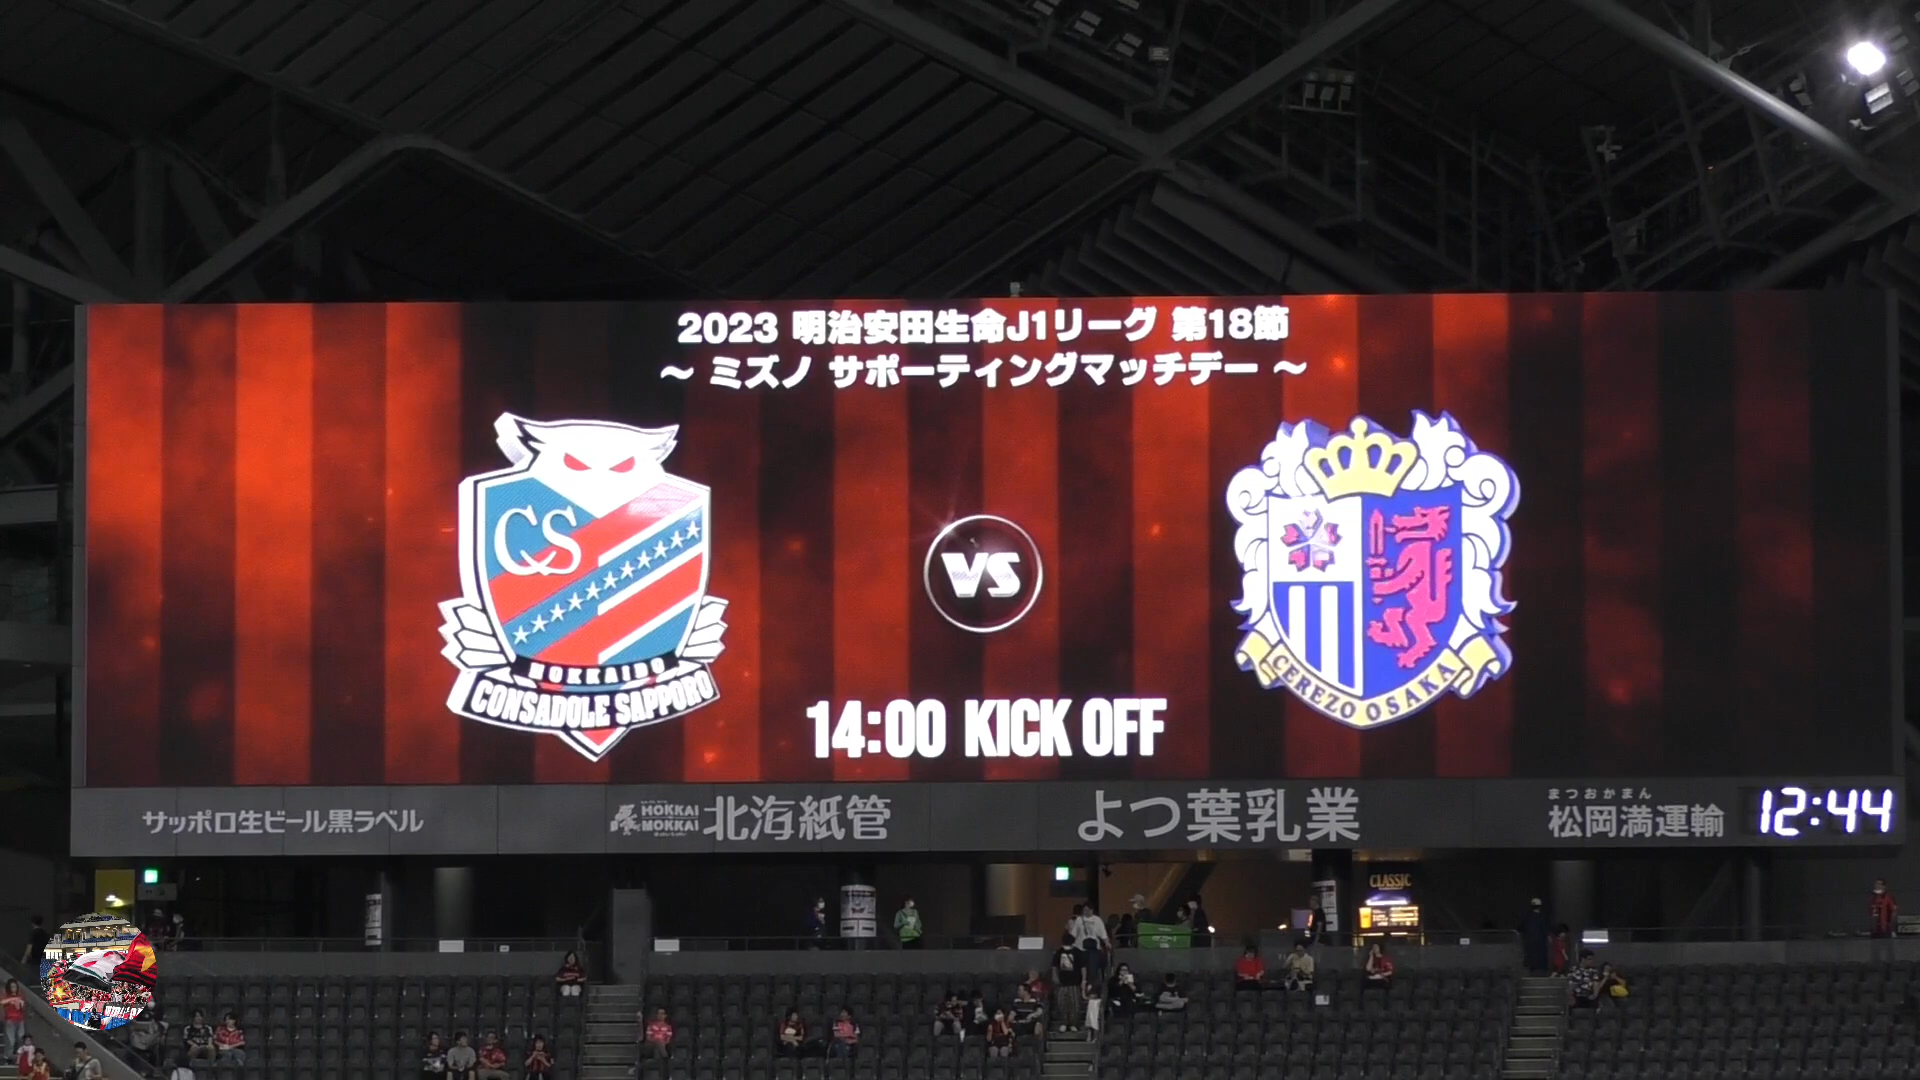 2023 明治安田生命J1リーグ 第18節
～ ミズノ サポーティングマッチデー ～
CS
HOKKAIDO
CONSADOLE SAPPORO
VS
CEREZO OSAKA
14:00 KICK OFF
サッポロ生ビール黒ラベル
HOKKAI
MOKKAI
北海紙管
よつ葉乳業
まつおかまん
松岡満運輸
12:44
CLASSIC